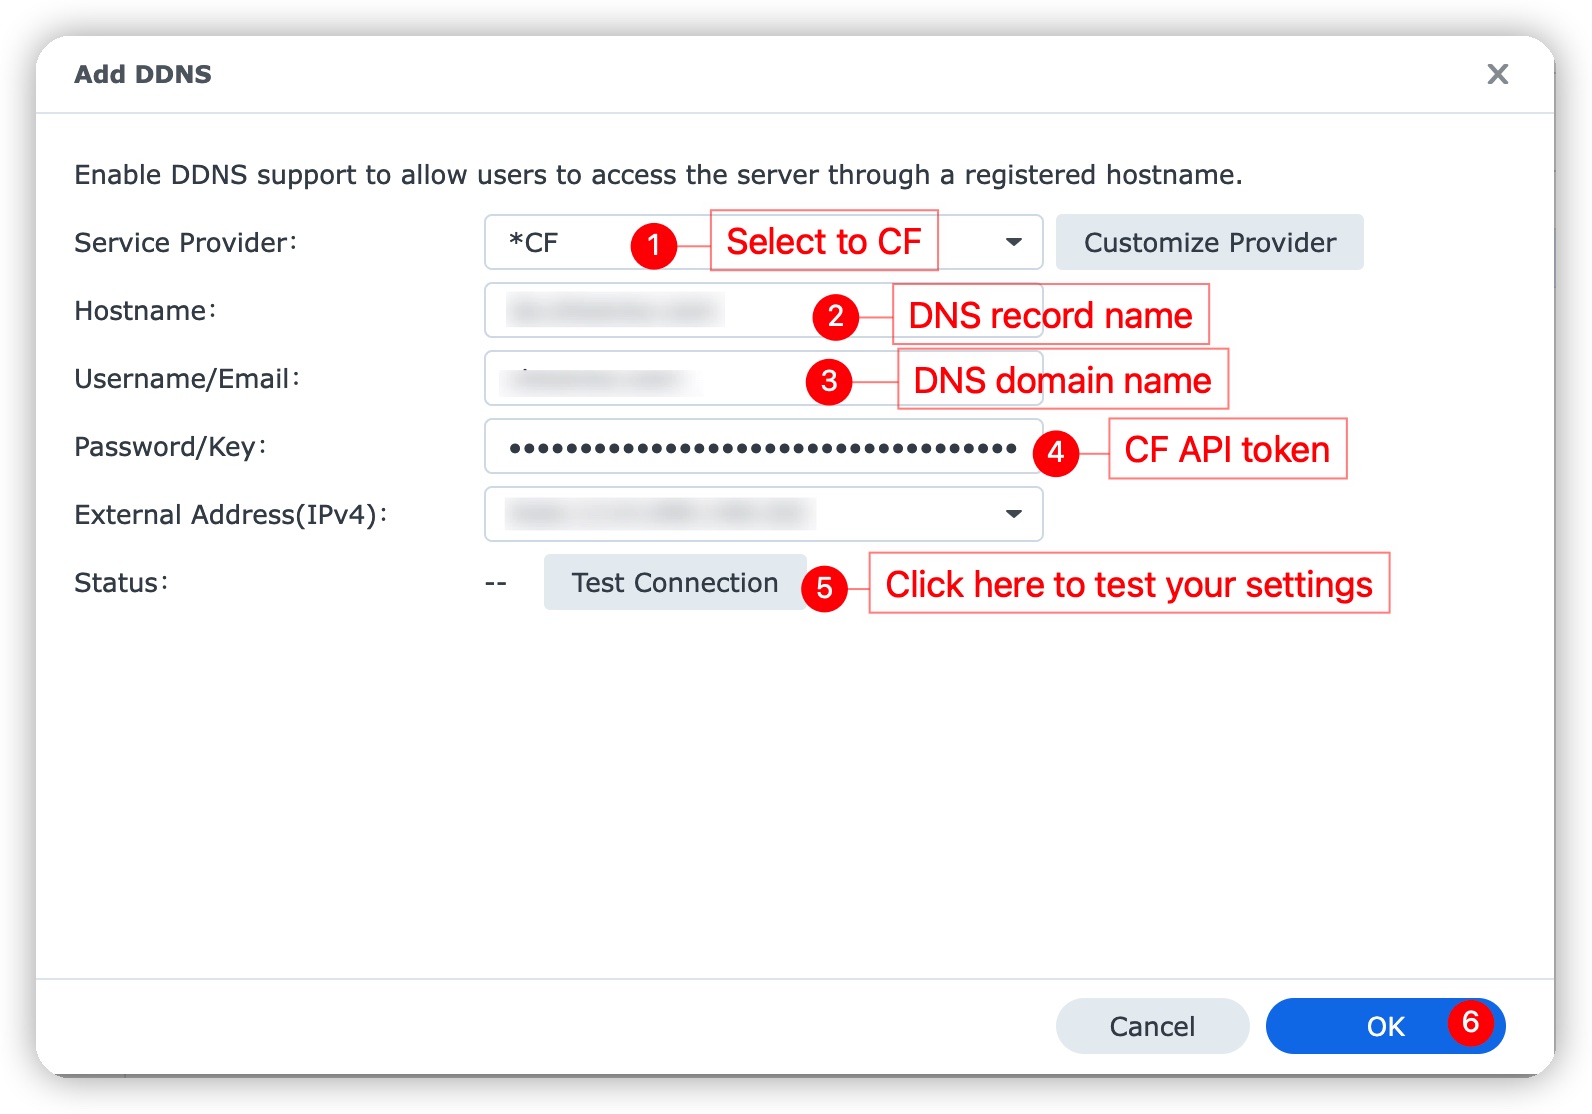 Add DDNS
Enable DDNS support to allow users to access the server through a registered hostname.
Service Provider: *CF 1 Select to CF Customize Provider
Hostname: 2 DNS record name
Username/Email: 3 DNS domain name
Password/Key: •••••••••••••••••••••••••••••••••••• 4 CF API token
External Address(IPv4):
Status: -- Test Connection 5 Click here to test your settings
Cancel OK 6